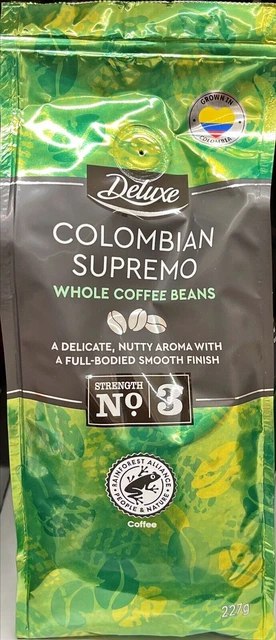 GROWN IN
COLOMBIA
Deluxe
COLOMBIAN
SUPREMO
WHOLE COFFEE BEANS
A DELICATE, NUTTY AROMA WITH
A FULL-BODIED SMOOTH FINISH
STRENGTH
No. 3
RAINFOREST ALLIANCE
PEOPLE & NATURE
Coffee
227g